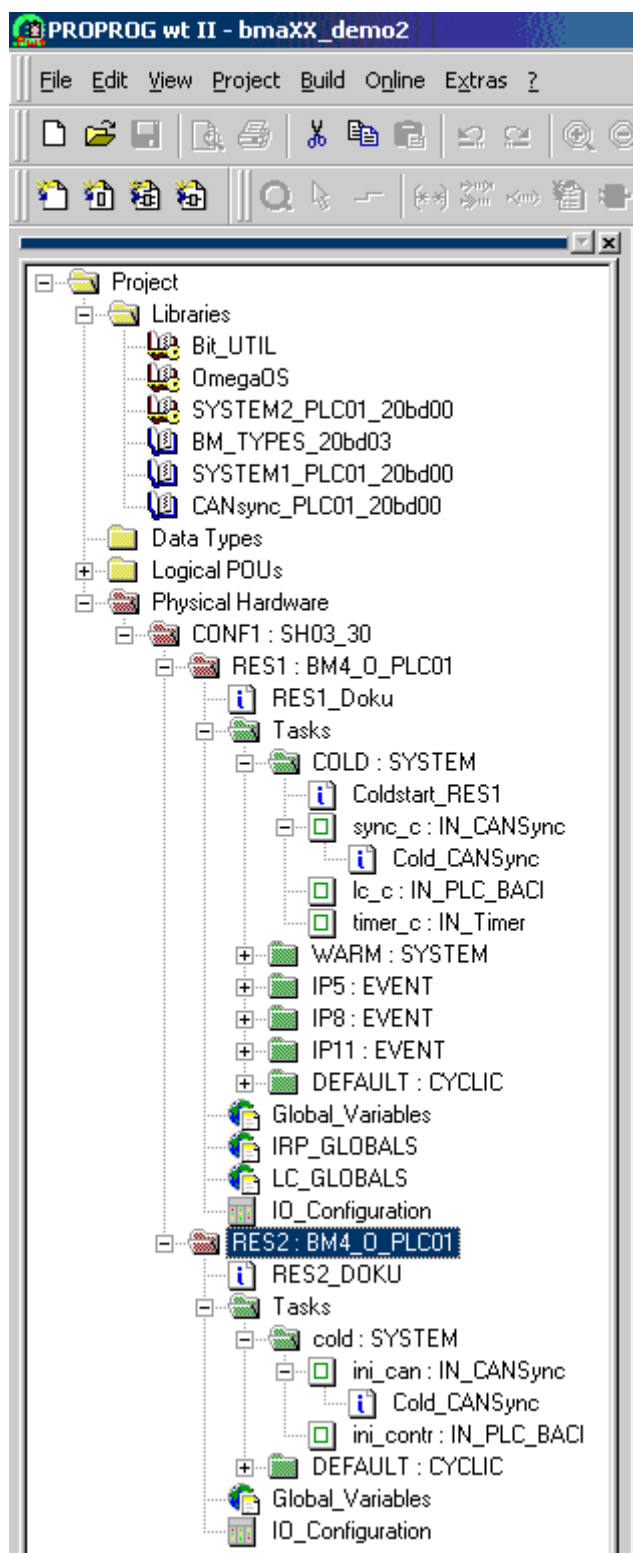 PROPROG wt II - bmaXX_demo2
File Edit View Project Build Online Extras ?
Project
Libraries
Bit_UTIL
OmegaOS
SYSTEM2_PLC01_20bd00
BM_TYPES_20bd03
SYSTEM1_PLC01_20bd00
CANsync_PLC01_20bd00
Data Types
Logical POUs
Physical Hardware
CONF1 : SH03_30
RES1 : BM4_O_PLC01
RES1_Doku
Tasks
COLD : SYSTEM
Coldstart_RES1
sync_c : IN_CANSync
Cold_CANSync
lc_c : IN_PLC_BACI
timer_c : IN_Timer
WARM : SYSTEM
IP5 : EVENT
IP8 : EVENT
IP11 : EVENT
DEFAULT : CYCLIC
Global_Variables
IRP_GLOBALS
LC_GLOBALS
IO_Configuration
RES2 : BM4_O_PLC01
RES2_DOKU
Tasks
cold : SYSTEM
ini_can : IN_CANSync
Cold_CANSync
ini_contr : IN_PLC_BACI
DEFAULT : CYCLIC
Global_Variables
IO_Configuration